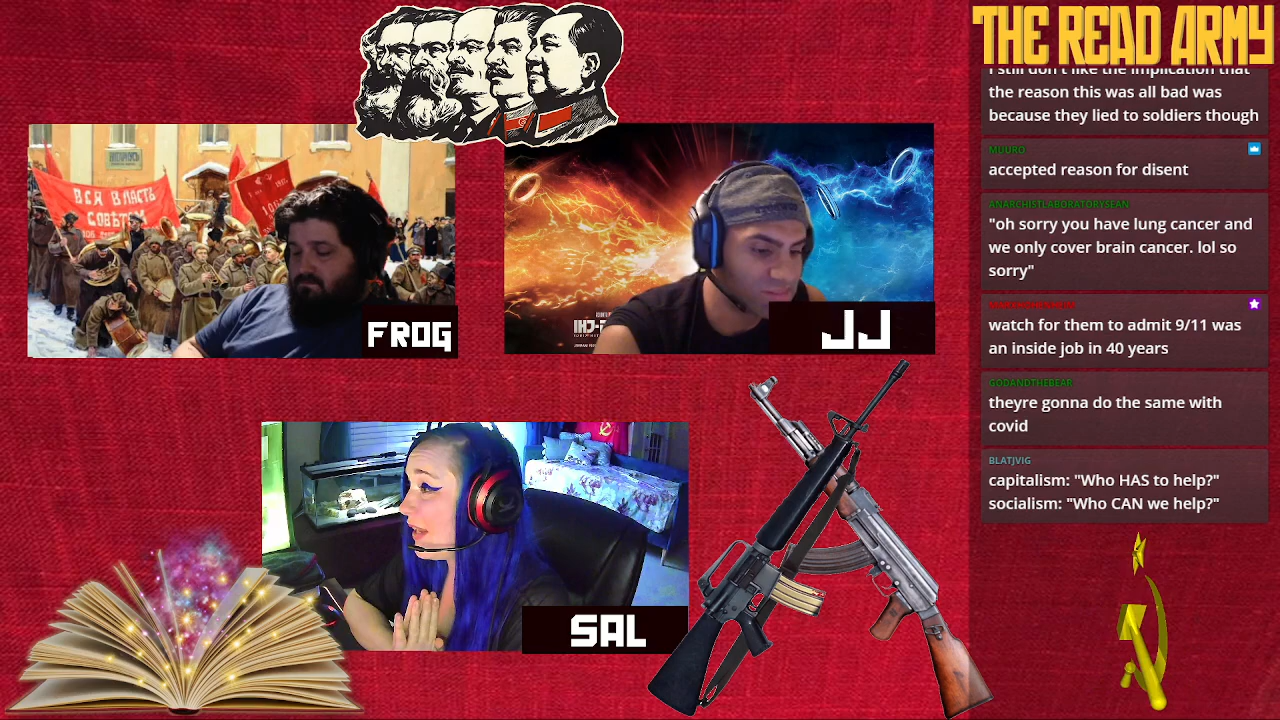 THE READ ARMY
I still don't like the implication that
the reason this was all bad was
because they lied to soldiers though
MUURO
accepted reason for disent
ANARCHISTLABORATORYSEAN
"oh sorry you have lung cancer and
we only cover brain cancer. lol so
sorry"
watch for them to admit 9/11 was
an inside job in 40 years
GODANDTHEBEAR
theyre gonna do the same with
covid
BLATJVIG
capitalism: "Who HAS to help?"
socialism: "Who CAN we help?"
ВСЯ ВЛАСТЬ
СОВѢТАМ
FROG
JJ
SAL